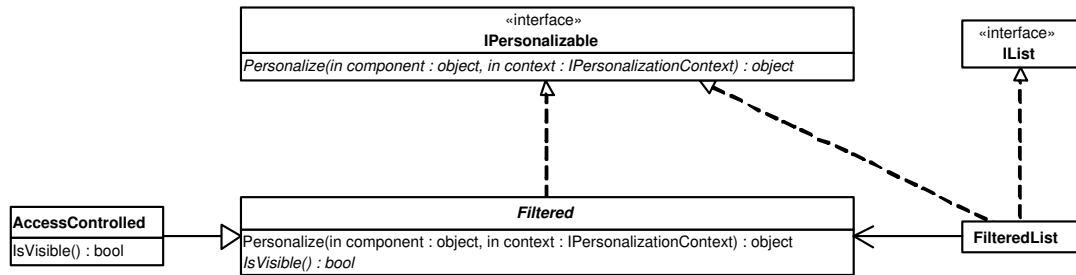 «interface»
IPersonalizable
Personalize(in component : object, in context : IPersonalizationContext) : object
«interface»
IList
AccessControlled
IsVisible() : bool
Filtered
Personalize(in component : object, in context : IPersonalizationContext) : object
IsVisible() : bool
FilteredList